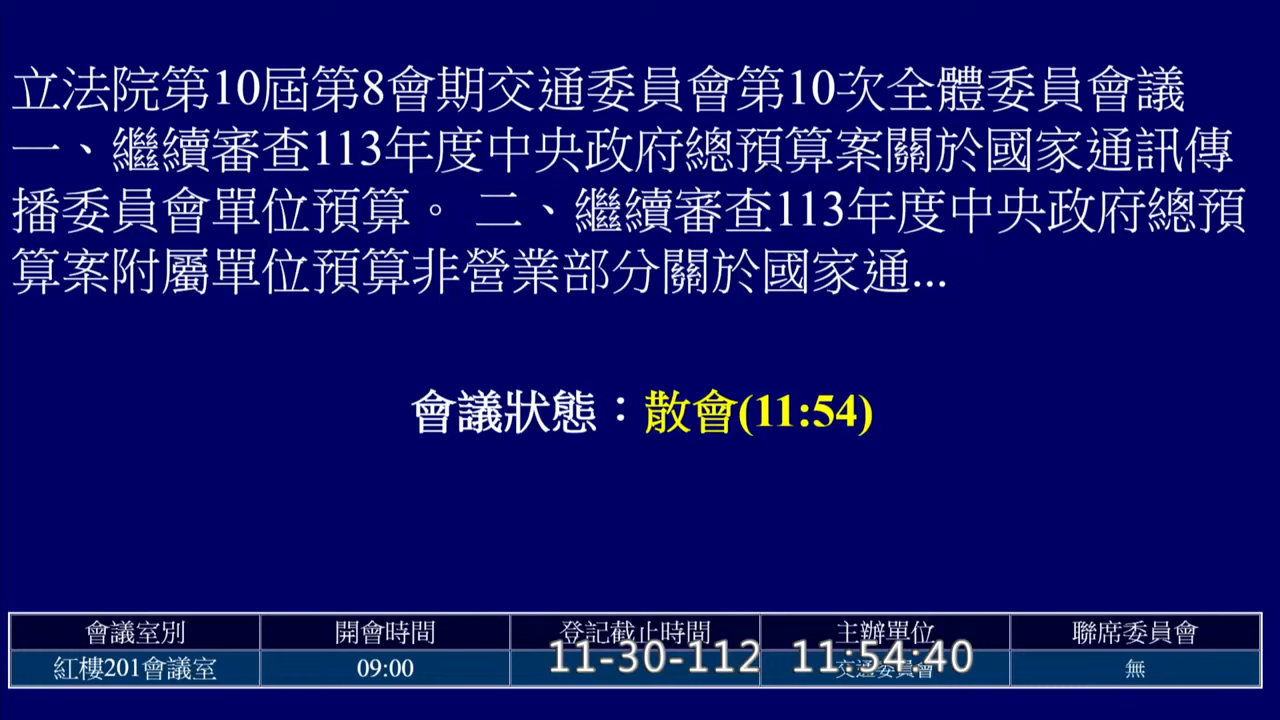 立法院第10屆第8會期交通委員會第10次全體委員會議
一、繼續審查113年度中央政府總預算案關於國家通訊傳
播委員會單位預算。 二、繼續審查113年度中央政府總預
算案附屬單位預算非營業部分關於國家通...
會議狀態：散會(11:54)
會議室別 開會時間 登記截止時間 主辦單位 聯席委員會
紅樓201會議室 09:00 交通委員會 無
11-30-112 11:54:40